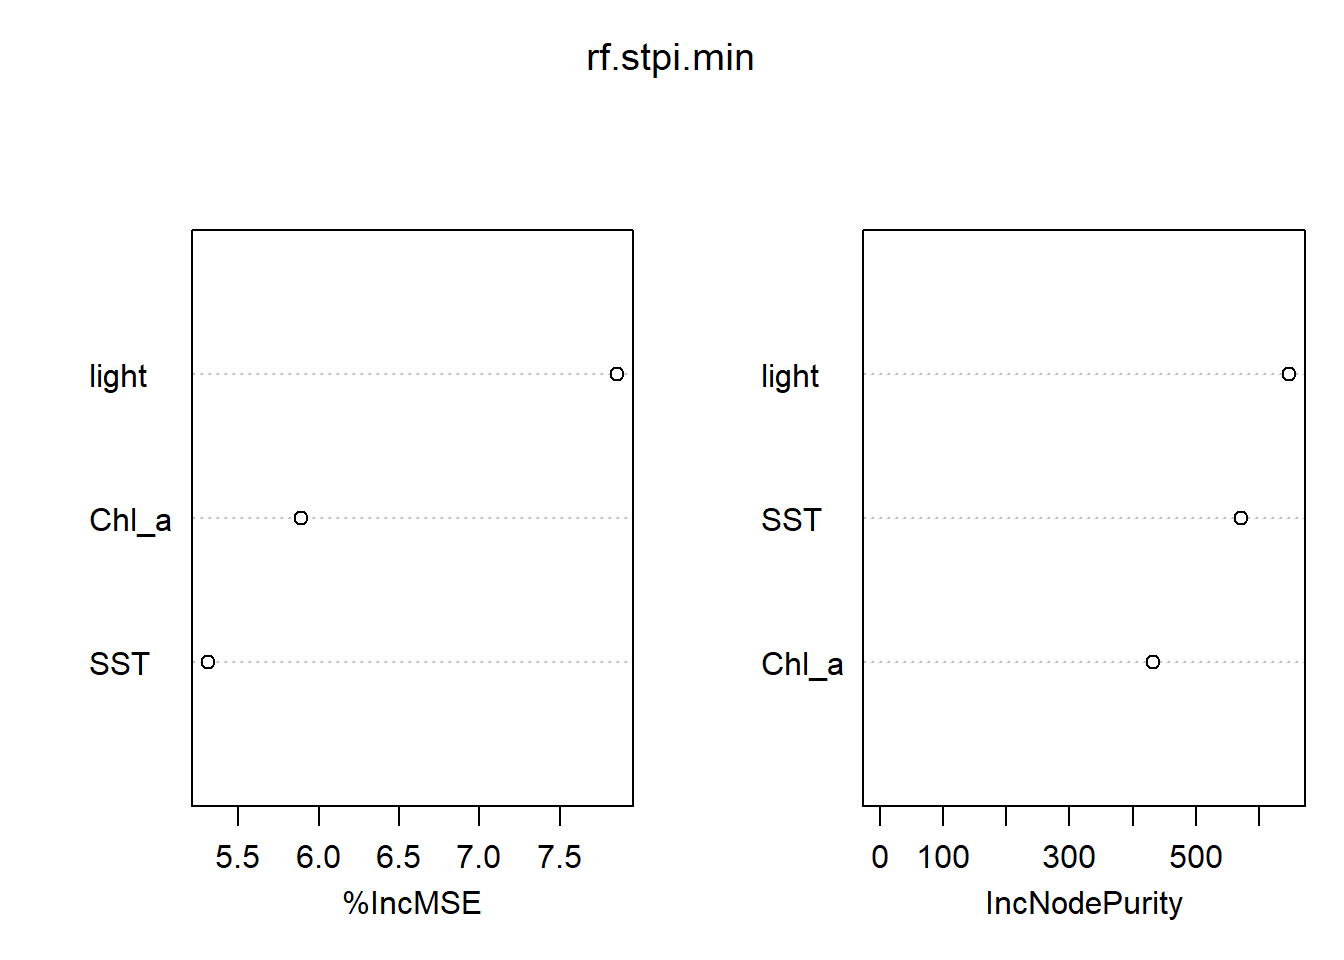 rf.stpi.min
light
Chl_a
SST
5.5 6.0 6.5 7.0 7.5
%IncMSE
light
SST
Chl_a
0 100 300 500
IncNodePurity